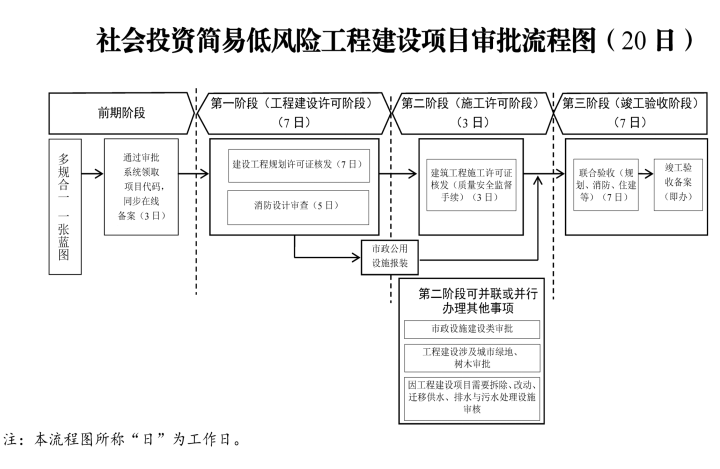 社会投资简易低风险工程建设项目审批流程图（20 日）
前期阶段
第一阶段（工程建设许可阶段）
（7 日）
第二阶段（施工许可阶段）
（3 日）
第三阶段（竣工验收阶段）
（7 日）
多规合一 一张蓝图
通过审批
系统领取
项目代码，
同步在线
备案（3 日）
建设工程规划许可证核发（7 日）
消防设计审查（5 日）
建筑工程施工许可证
核发（质量安全监督
手续）（3 日）
联合验收（规
划、消防、住建
等）（7 日）
竣工验
收备案
（即办）
市政公用
设施报装
第二阶段可并联或并行
办理其他事项
市政设施建设类审批
工程建设涉及城市绿地、
树木审批
因工程建设项目需要拆除、改动、
迁移供水、排水与污水处理设施
审核
注：本流程图所称“日”为工作日。